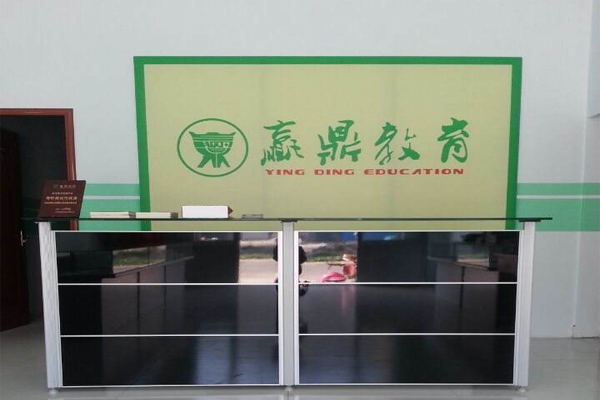 赢鼎教育
YING DING EDUCATION